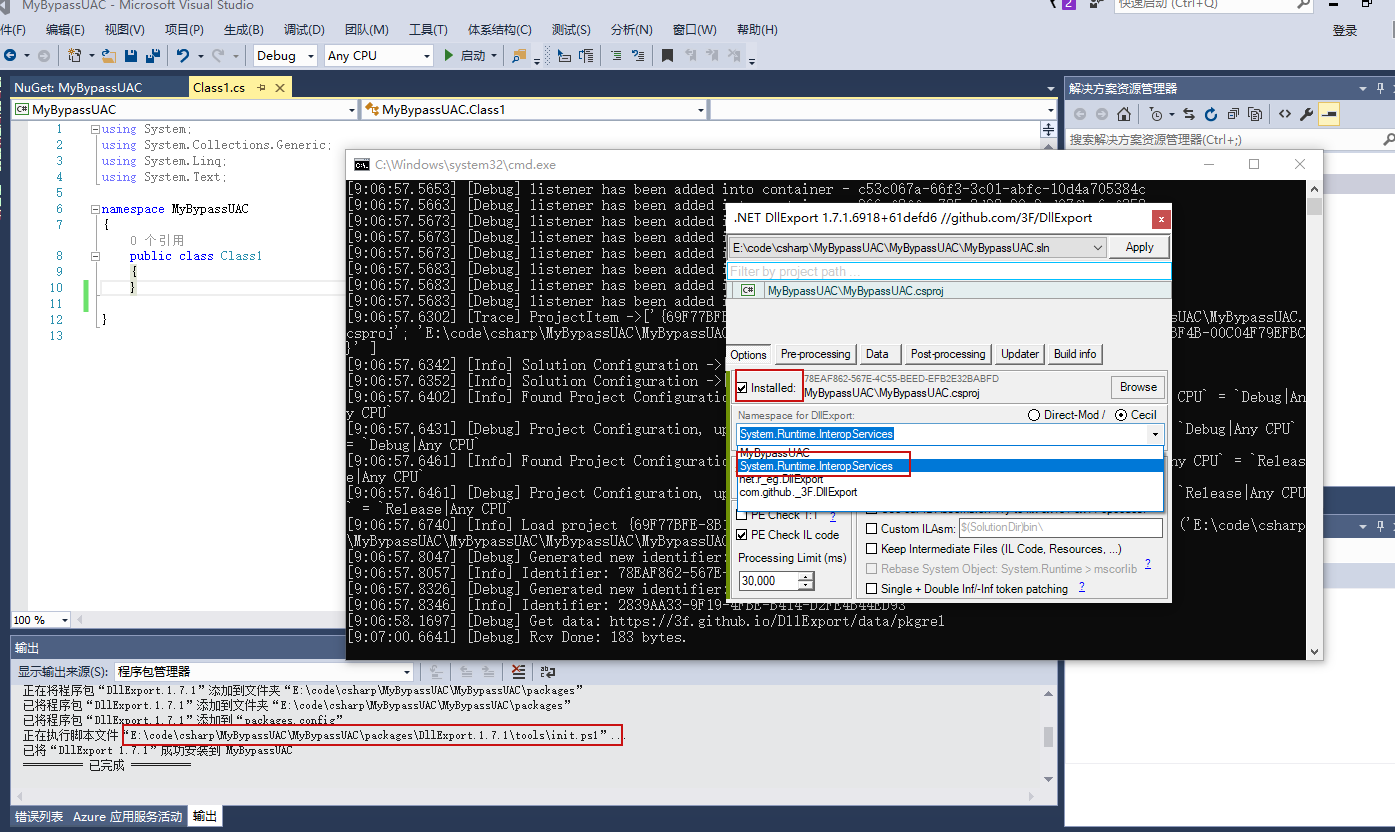 MyBypassUAC - Microsoft Visual Studio
快速启动 (Ctrl+Q)
件(F) 编辑(E) 视图(V) 项目(P) 生成(B) 调试(D) 团队(M) 工具(T) 体系结构(C) 测试(S) 分析(N) 窗口(W) 帮助(H)
登录
Debug Any CPU 启动
NuGet: MyBypassUAC Class1.cs
MyBypassUAC MyBypassUAC.Class1
1 using System;
2 using System.Collections.Generic;
3 using System.Linq;
4 using System.Text;
5
6 namespace MyBypassUAC
7 {
0 个引用
8 public class Class1
9 {
10 }
11
12 }
13
100 %
解决方案资源管理器
搜索解决方案资源管理器(Ctrl+;)
C:\Windows\system32\cmd.exe
[9:06:57.5653] [Debug] listener has been added into container - c53c067a-66f3-3c01-abfc-10d4a705384c
[9:06:57.5663] [Debug] listener has been added into container
[9:06:57.5663] [Debug] listener has been added i
[9:06:57.5673] [Debug] listener has been added i
[9:06:57.5673] [Debug] listener has been added i
[9:06:57.5683] [Debug] listener has been added i
[9:06:57.5683] [Debug] listener has been added i
[9:06:57.5683] [Debug] listener has been added i
[9:06:57.6302] [Trace] ProjectItem ->['{69F77BFE
UAC\MyBypassUAC.
csproj', 'E:\code\csharp\MyBypassUAC\MyBypassUAC
BF4B-00C04F79EFBC
}' ]
[9:06:57.6342] [Info] Solution Configuration ->
[9:06:57.6352] [Info] Solution Configuration ->
[9:06:57.6402] [Info] Found Project Configuratio
CPU` = `Debug|An
y CPU`
[9:06:57.6431] [Debug] Project Configuration, up
`Debug|Any CPU`
= `Debug|Any CPU`
[9:06:57.6461] [Info] Found Project Configuratio
ny CPU` = `Releas
e|Any CPU`
[9:06:57.6461] [Debug] Project Configuration, up
`Release|Any CPU
` = `Release|Any CPU`
[9:06:57.6740] [Info] Load project {69F77BFE-8B1
('E:\code\csharp
\MyBypassUAC\MyBypassUAC\MyBypassUAC\MyBypassUAC
[9:06:57.8047] [Debug] Generated new identifier:
[9:06:57.8057] [Info] Identifier: 78EAF862-567E-
[9:06:57.8326] [Debug] Generated new identifier:
[9:06:57.8346] [Info] Identifier: 2839AA33-9F19-4FBE-B414-D2FE4B44ED93
[9:06:58.1697] [Debug] Get data: https://3f.github.io/DllExport/data/pkgrel
[9:07:00.6641] [Debug] Rcv Done: 183 bytes.
.NET DllExport 1.7.1.6918+61defd6 //github.com/3F/DllExport
E:\code\csharp\MyBypassUAC\MyBypassUAC\MyBypassUAC.sln Apply
Filter by project path ...
C# MyBypassUAC\MyBypassUAC.csproj
Options Pre-processing Data Post-processing Updater Build info
Installed: 78EAF862-567E-4C55-BEED-EFB2E32BABFD
MyBypassUAC\MyBypassUAC.csproj Browse
Namespace for DllExport: Direct-Mod / Cecil
System.Runtime.InteropServices
MyBypassUAC
System.Runtime.InteropServices
net.r_eg.DllExport
com.github._3F.DllExport
PE Check 1:1 ?
PE Check IL code
Processing Limit (ms)
30,000
Custom ILAsm: $(SolutionDir)bin\
Keep Intermediate Files (IL Code, Resources, ...)
Rebase System Object: System.Runtime > mscorlib ?
Single + Double Inf/-Inf token patching ?
输出
显示输出来源(S): 程序包管理器
正在将程序包“DllExport.1.7.1”添加到文件夹“E:\code\csharp\MyBypassUAC\MyBypassUAC\packages”
已将程序包“DllExport.1.7.1”添加到文件夹“E:\code\csharp\MyBypassUAC\MyBypassUAC\packages”
已将程序包“DllExport.1.7.1”添加到“packages.config”
正在执行脚本文件“E:\code\csharp\MyBypassUAC\MyBypassUAC\packages\DllExport.1.7.1\tools\init.ps1”...
已将“DllExport 1.7.1”成功安装到 MyBypassUAC
========== 已完成 ==========
错误列表 Azure 应用服务活动 输出